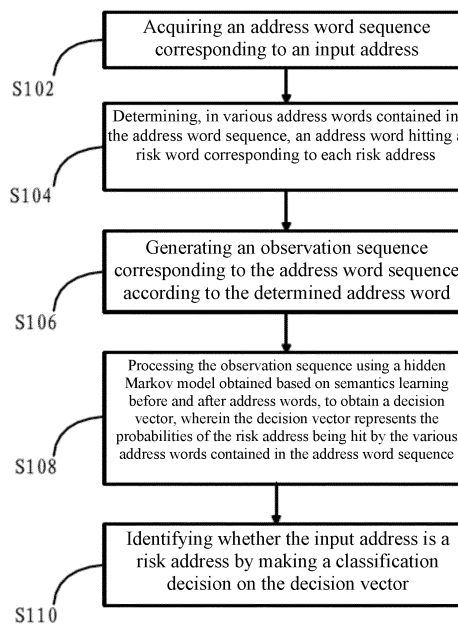 Acquiring an address word sequence
corresponding to an input address
S102
Determining, in various address words contained in
the address word sequence, an address word hitting a
risk word corresponding to each risk address
S104
Generating an observation sequence
corresponding to the address word sequence
according to the determined address word
S106
Processing the observation sequence using a hidden
Markov model obtained based on semantics learning
before and after address words, to obtain a decision
vector, wherein the decision vector represents the
probabilities of the risk address being hit by the various
address words contained in the address word sequence
S108
Identifying whether the input address is a
risk address by making a classification
decision on the decision vector
S110